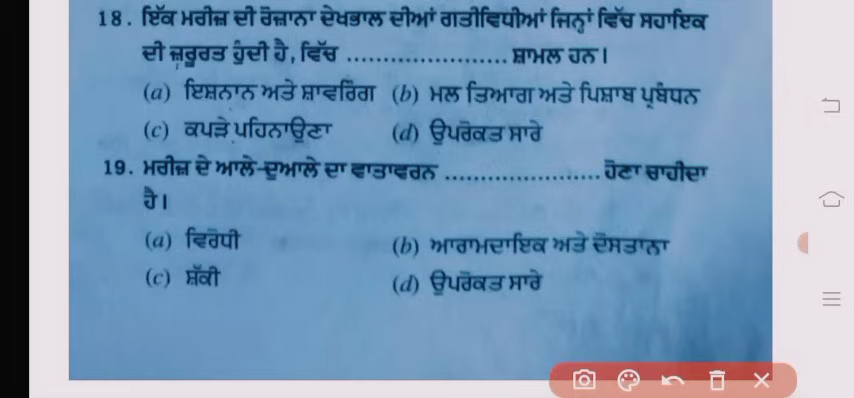 18. ਇੱਕ ਮਰੀਜ਼ ਦੀ ਰੋਜ਼ਾਨਾ ਦੇਖਭਾਲ ਦੀਆਂ ਗਤੀਵਿਧੀਆਂ ਜਿਨ੍ਹਾਂ ਵਿੱਚ ਸਹਾਇਕ
ਦੀ ਜ਼ਰੂਰਤ ਹੁੰਦੀ ਹੈ, ਵਿੱਚ ...................... ਸ਼ਾਮਲ ਹਨ।
(a) ਇਸ਼ਨਾਨ ਅਤੇ ਸ਼ਾਵਰਿੰਗ (b) ਮਲ ਤਿਆਗ ਅਤੇ ਪਿਸ਼ਾਬ ਪ੍ਰਬੰਧਨ
(c) ਕਪੜੇ ਪਹਿਨਾਉਣਾ (d) ਉਪਰੋਕਤ ਸਾਰੇ
19. ਮਰੀਜ਼ ਦੇ ਆਲੇ-ਦੁਆਲੇ ਦਾ ਵਾਤਾਵਰਨ ...................... ਹੋਣਾ ਚਾਹੀਦਾ
ਹੈ।
(a) ਵਿਰੋਧੀ (b) ਆਰਾਮਦਾਇਕ ਅਤੇ ਦੋਸਤਾਨਾ
(c) ਸ਼ੱਕੀ (d) ਉਪਰੋਕਤ ਸਾਰੇ